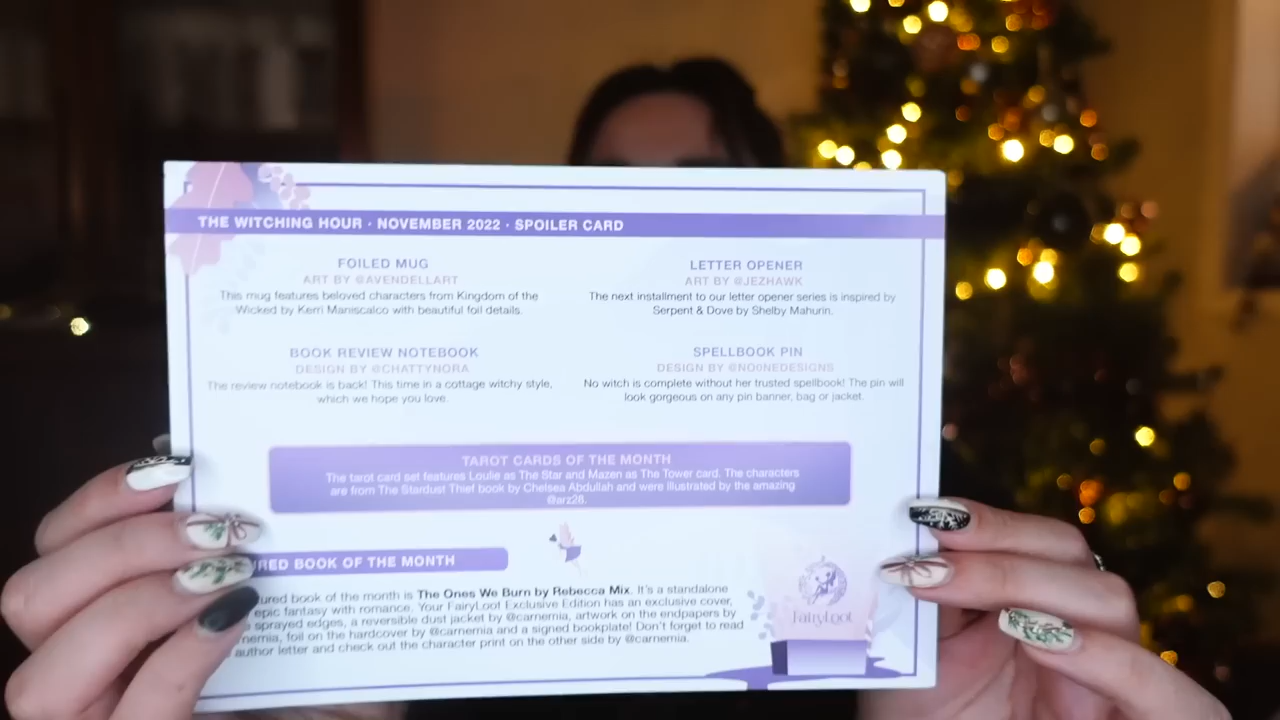 THE WITCHING HOUR · NOVEMBER 2022 · SPOILER CARD
FOILED MUG
ART BY @AVENDELLART
This mug features beloved characters from Kingdom of the
Wicked by Kerri Maniscalco with beautiful foil details.
LETTER OPENER
ART BY @JEZHAWK
The next installment to our letter opener series is inspired by
Serpent & Dove by Shelby Mahurin.
BOOK REVIEW NOTEBOOK
DESIGN BY @CHATTYNORA
The review notebook is back! This time in a cottage witchy style,
which we hope you love.
SPELLBOOK PIN
DESIGN BY @NOONEDESIGNS
No witch is complete without her trusted spellbook! The pin will
look gorgeous on any pin banner, bag or jacket.
TAROT CARDS OF THE MONTH
The tarot card set features Loulie as The Star and Mazen as The Tower card. The characters
are from The Stardust Thief book by Chelsea Abdullah and were illustrated by the amazing
@arz28.
URED BOOK OF THE MONTH
ured book of the month is The Ones We Burn by Rebecca Mix. It's a standalone
epic fantasy with romance. Your FairyLoot Exclusive Edition has an exclusive cover,
sprayed edges, a reversible dust jacket by @carnemia, artwork on the endpapers by
nemia, foil on the hardcover by @carnemia and a signed bookplate! Don't forget to read
author letter and check out the character print on the other side by @carnemia.
FairyLoot